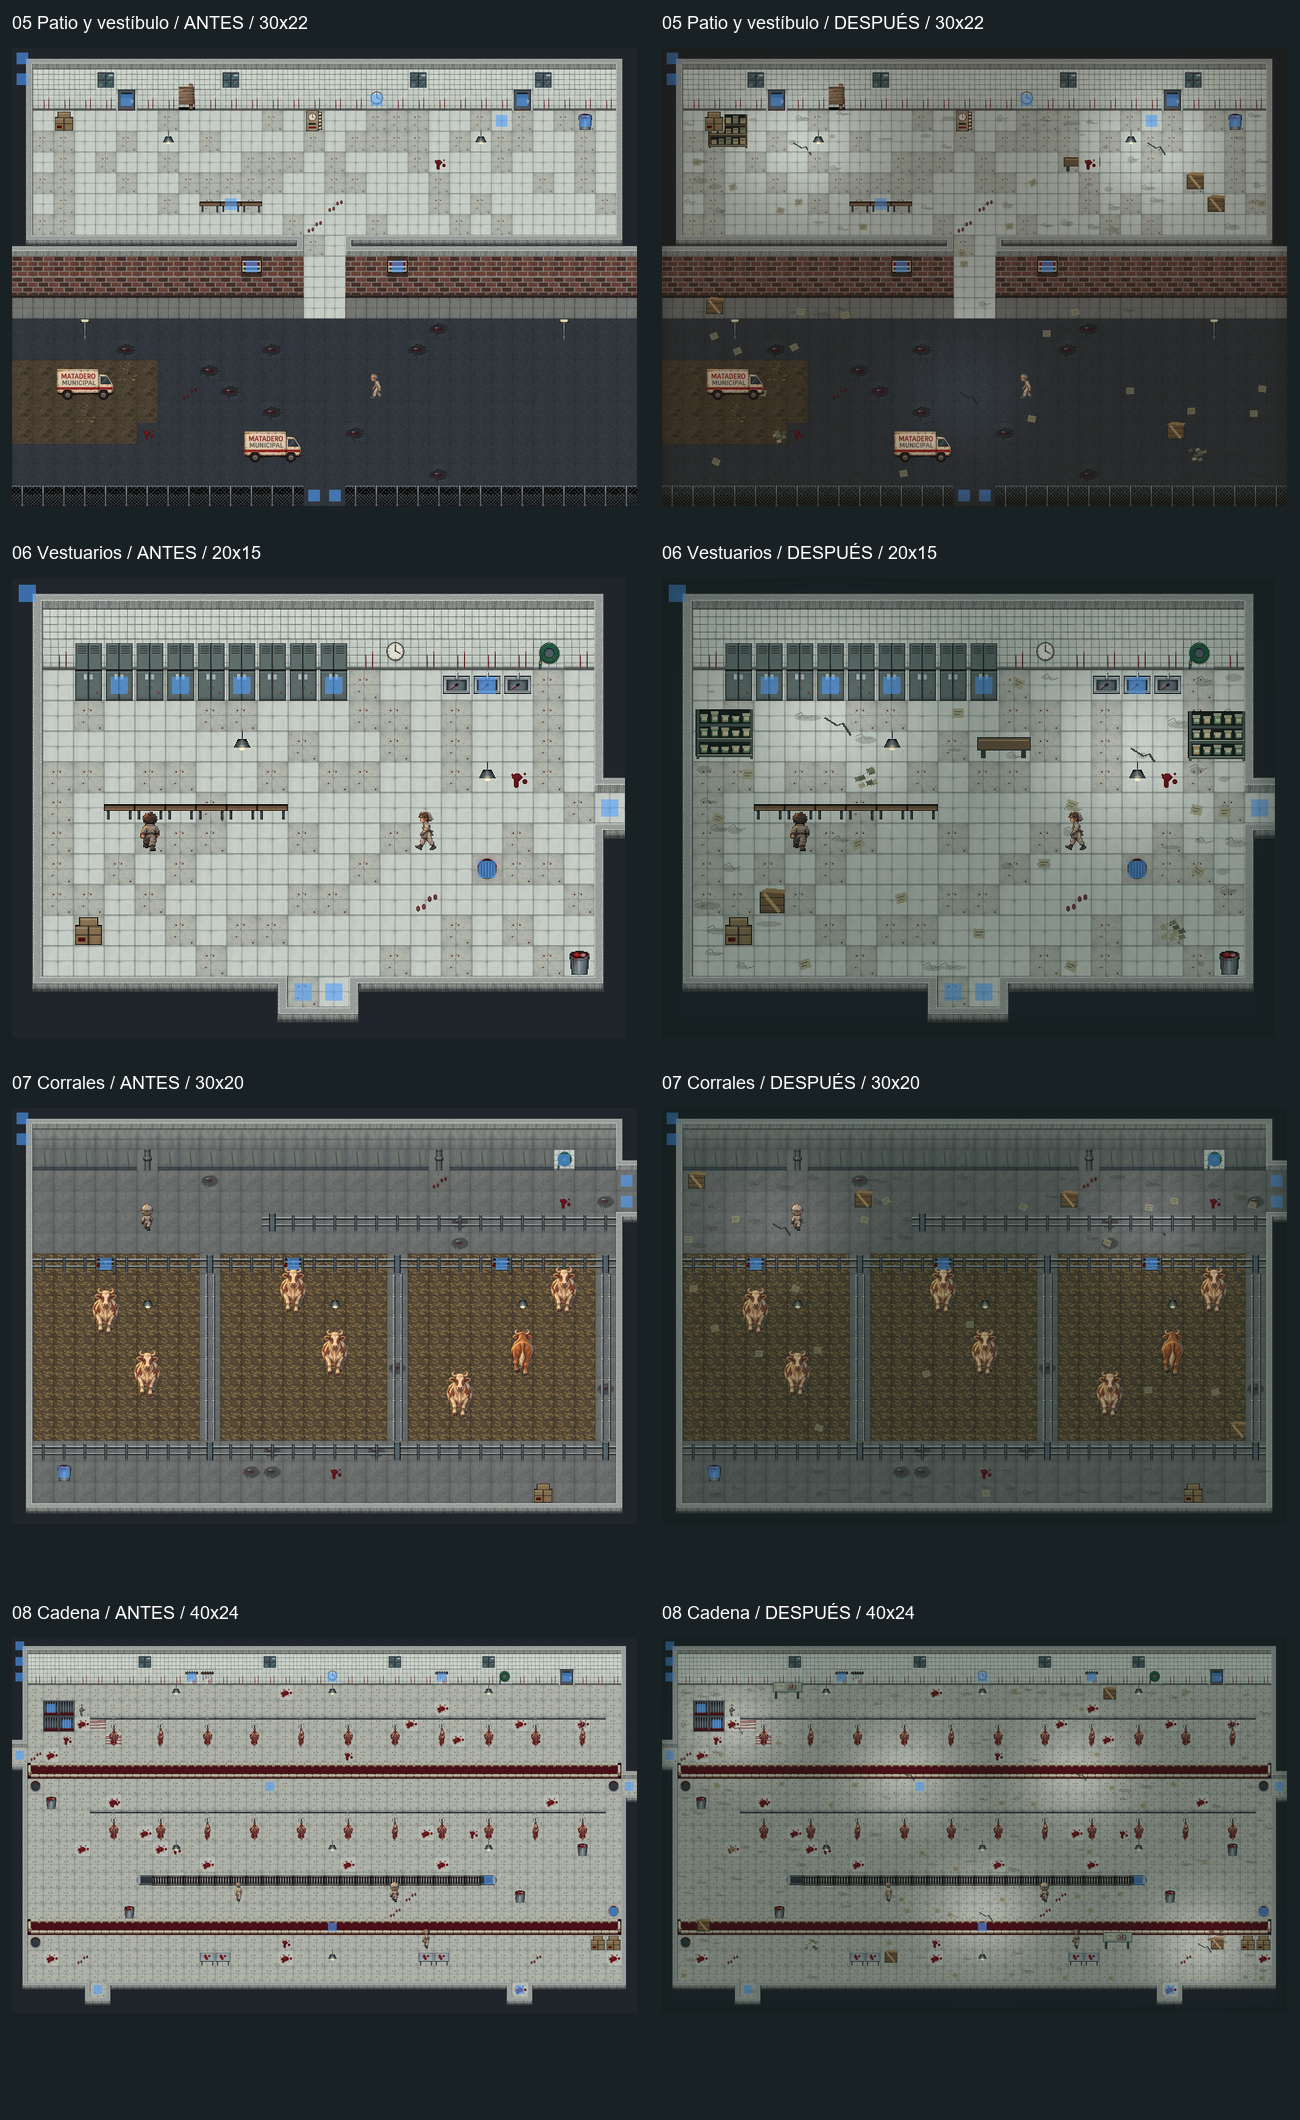 05 Patio y vestíbulo / ANTES / 30x22
05 Patio y vestíbulo / DESPUÉS / 30x22
MATADERO
MUNICIPAL
MATADERO
MUNICIPAL
MATADERO
MUNICIPAL
MATADERO
MUNICIPAL
06 Vestuarios / ANTES / 20x15
06 Vestuarios / DESPUÉS / 20x15
07 Corrales / ANTES / 30x20
07 Corrales / DESPUÉS / 30x20
08 Cadena / ANTES / 40x24
08 Cadena / DESPUÉS / 40x24